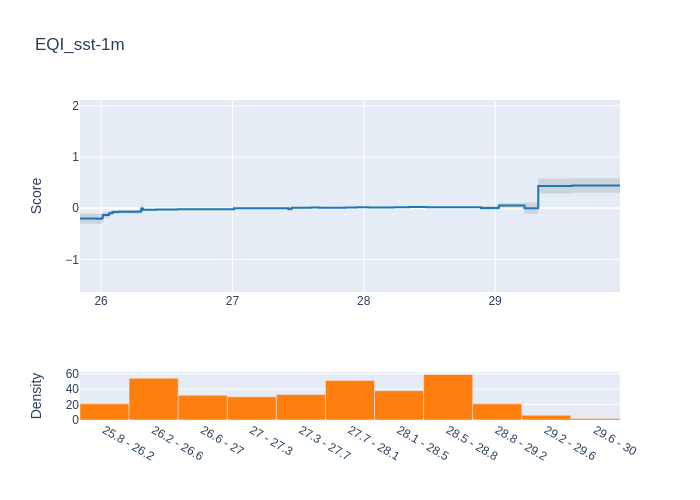 EQI_sst-1m
Score
2
1
0
−1
26 27 28 29
Density
60
40
20
0
25.8 - 26.2
26.2 - 26.6
26.6 - 27
27 - 27.3
27.3 - 27.7
27.7 - 28.1
28.1 - 28.5
28.5 - 28.8
28.8 - 29.2
29.2 - 29.6
29.6 - 30